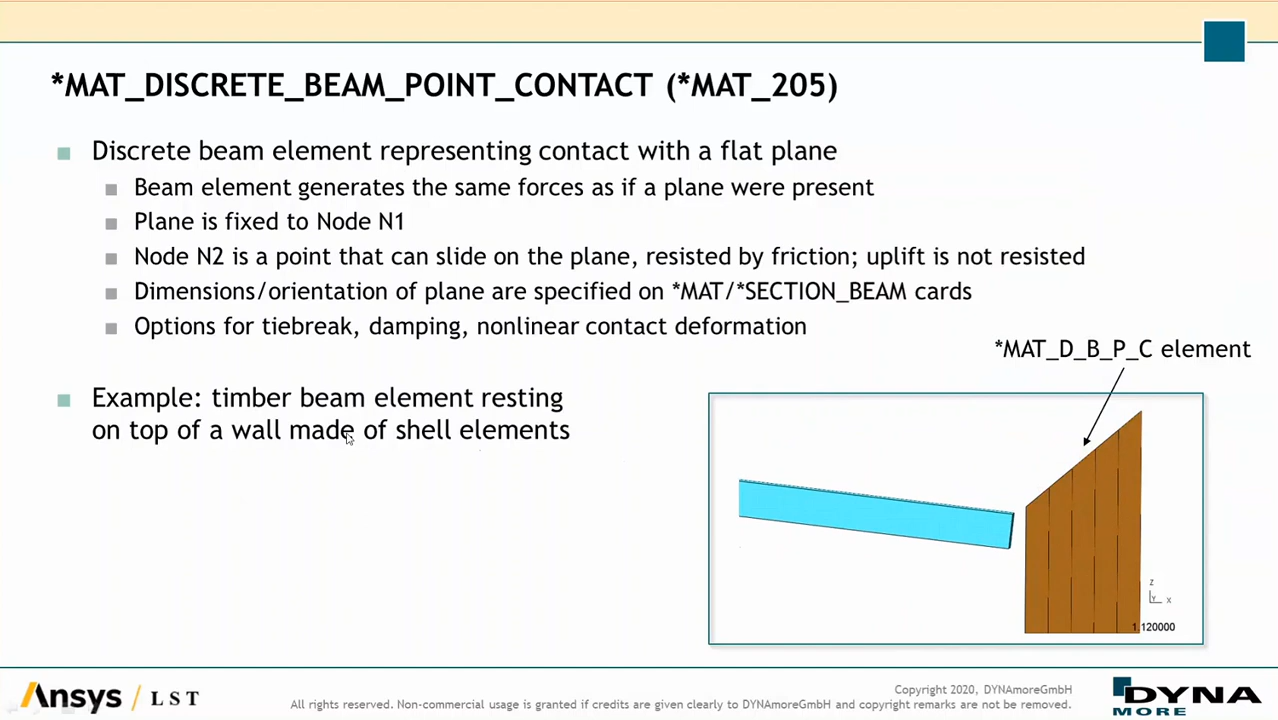 *MAT_DISCRETE_BEAM_POINT_CONTACT (*MAT_205)
Discrete beam element representing contact with a flat plane
Beam element generates the same forces as if a plane were present
Plane is fixed to Node N1
Node N2 is a point that can slide on the plane, resisted by friction; uplift is not resisted
Dimensions/orientation of plane are specified on *MAT/*SECTION_BEAM cards
Options for tiebreak, damping, nonlinear contact deformation
*MAT_D_B_P_C element
Example: timber beam element resting
on top of a wall made of shell elements
Z
Y X
1.120000
Ansys / LST
Copyright 2020, DYNAmoreGmbH
All rights reserved. Non-commercial usage is granted if credits are given clearly to DYNAmoreGmbH and copyright remarks are not be removed.
DYNA
MORE